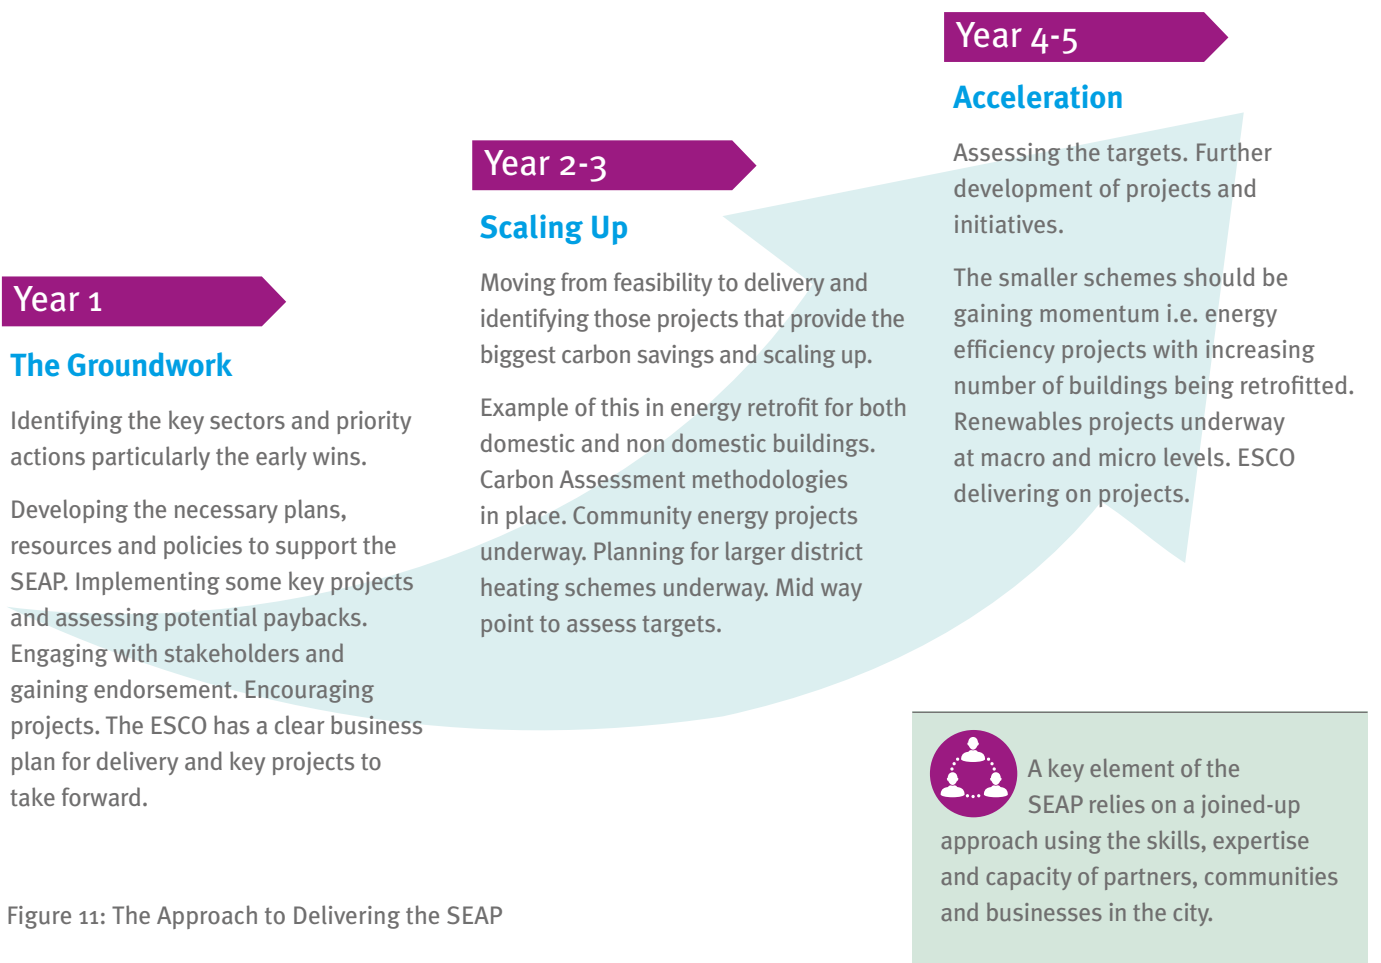 Year 1
The Groundwork
Identifying the key sectors and priority
actions particularly the early wins.
Developing the necessary plans,
resources and policies to support the
SEAP. Implementing some key projects
and assessing potential paybacks.
Engaging with stakeholders and
gaining endorsement. Encouraging
projects. The ESCO has a clear business
plan for delivery and key projects to
take forward.
Year 2-3
Scaling Up
Moving from feasibility to delivery and
identifying those projects that provide the
biggest carbon savings and scaling up.
Example of this in energy retrofit for both
domestic and non domestic buildings.
Carbon Assessment methodologies
in place. Community energy projects
underway. Planning for larger district
heating schemes underway. Mid way
point to assess targets.
Year 4-5
Acceleration
Assessing the targets. Further
development of projects and
initiatives.
The smaller schemes should be
gaining momentum i.e. energy
efficiency projects with increasing
number of buildings being retrofitted.
Renewables projects underway
at macro and micro levels. ESCO
delivering on projects.
A key element of the
SEAP relies on a joined-up
approach using the skills, expertise
and capacity of partners, communities
and businesses in the city.
Figure 11: The Approach to Delivering the SEAP